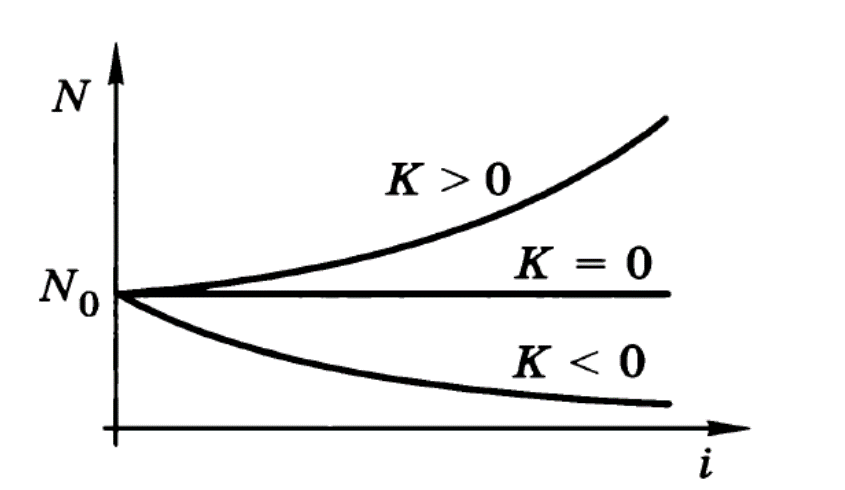 N
K > 0
K = 0
N₀
K < 0
i